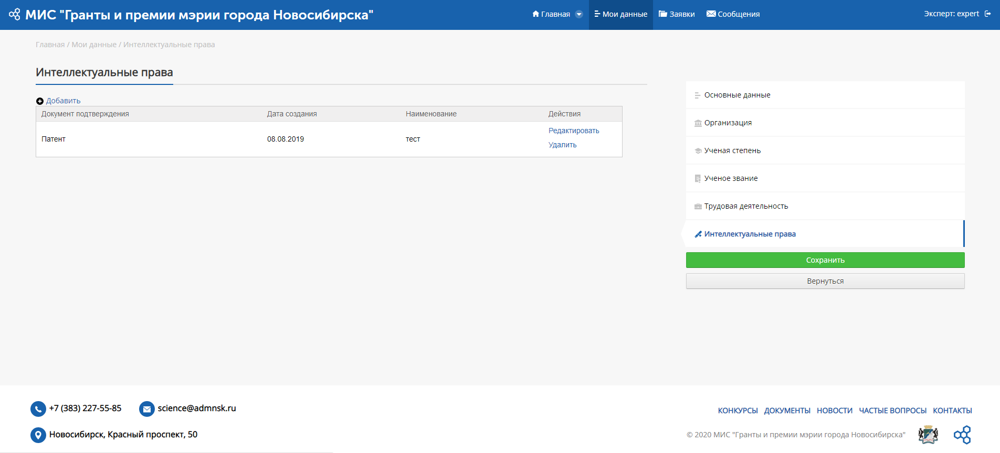 МИС "Гранты и премии мэрии города Новосибирска"
Главная
Мои данные
Заявки
Сообщения
Эксперт: expert
Главная / Мои данные / Интеллектуальные права
Интеллектуальные права
Добавить
Документ подтверждения Дата создания Наименование Действия
Патент 08.08.2019 тест Редактировать
Удалить
Основные данные
Организация
Ученая степень
Ученое звание
Трудовая деятельность
Интеллектуальные права
Сохранить
Вернуться
+7 (383) 227-55-85
science@admnsk.ru
Новосибирск, Красный проспект, 50
КОНКУРСЫ ДОКУМЕНТЫ НОВОСТИ ЧАСТЫЕ ВОПРОСЫ КОНТАКТЫ
© 2020 МИС "Гранты и премии мэрии города Новосибирска"